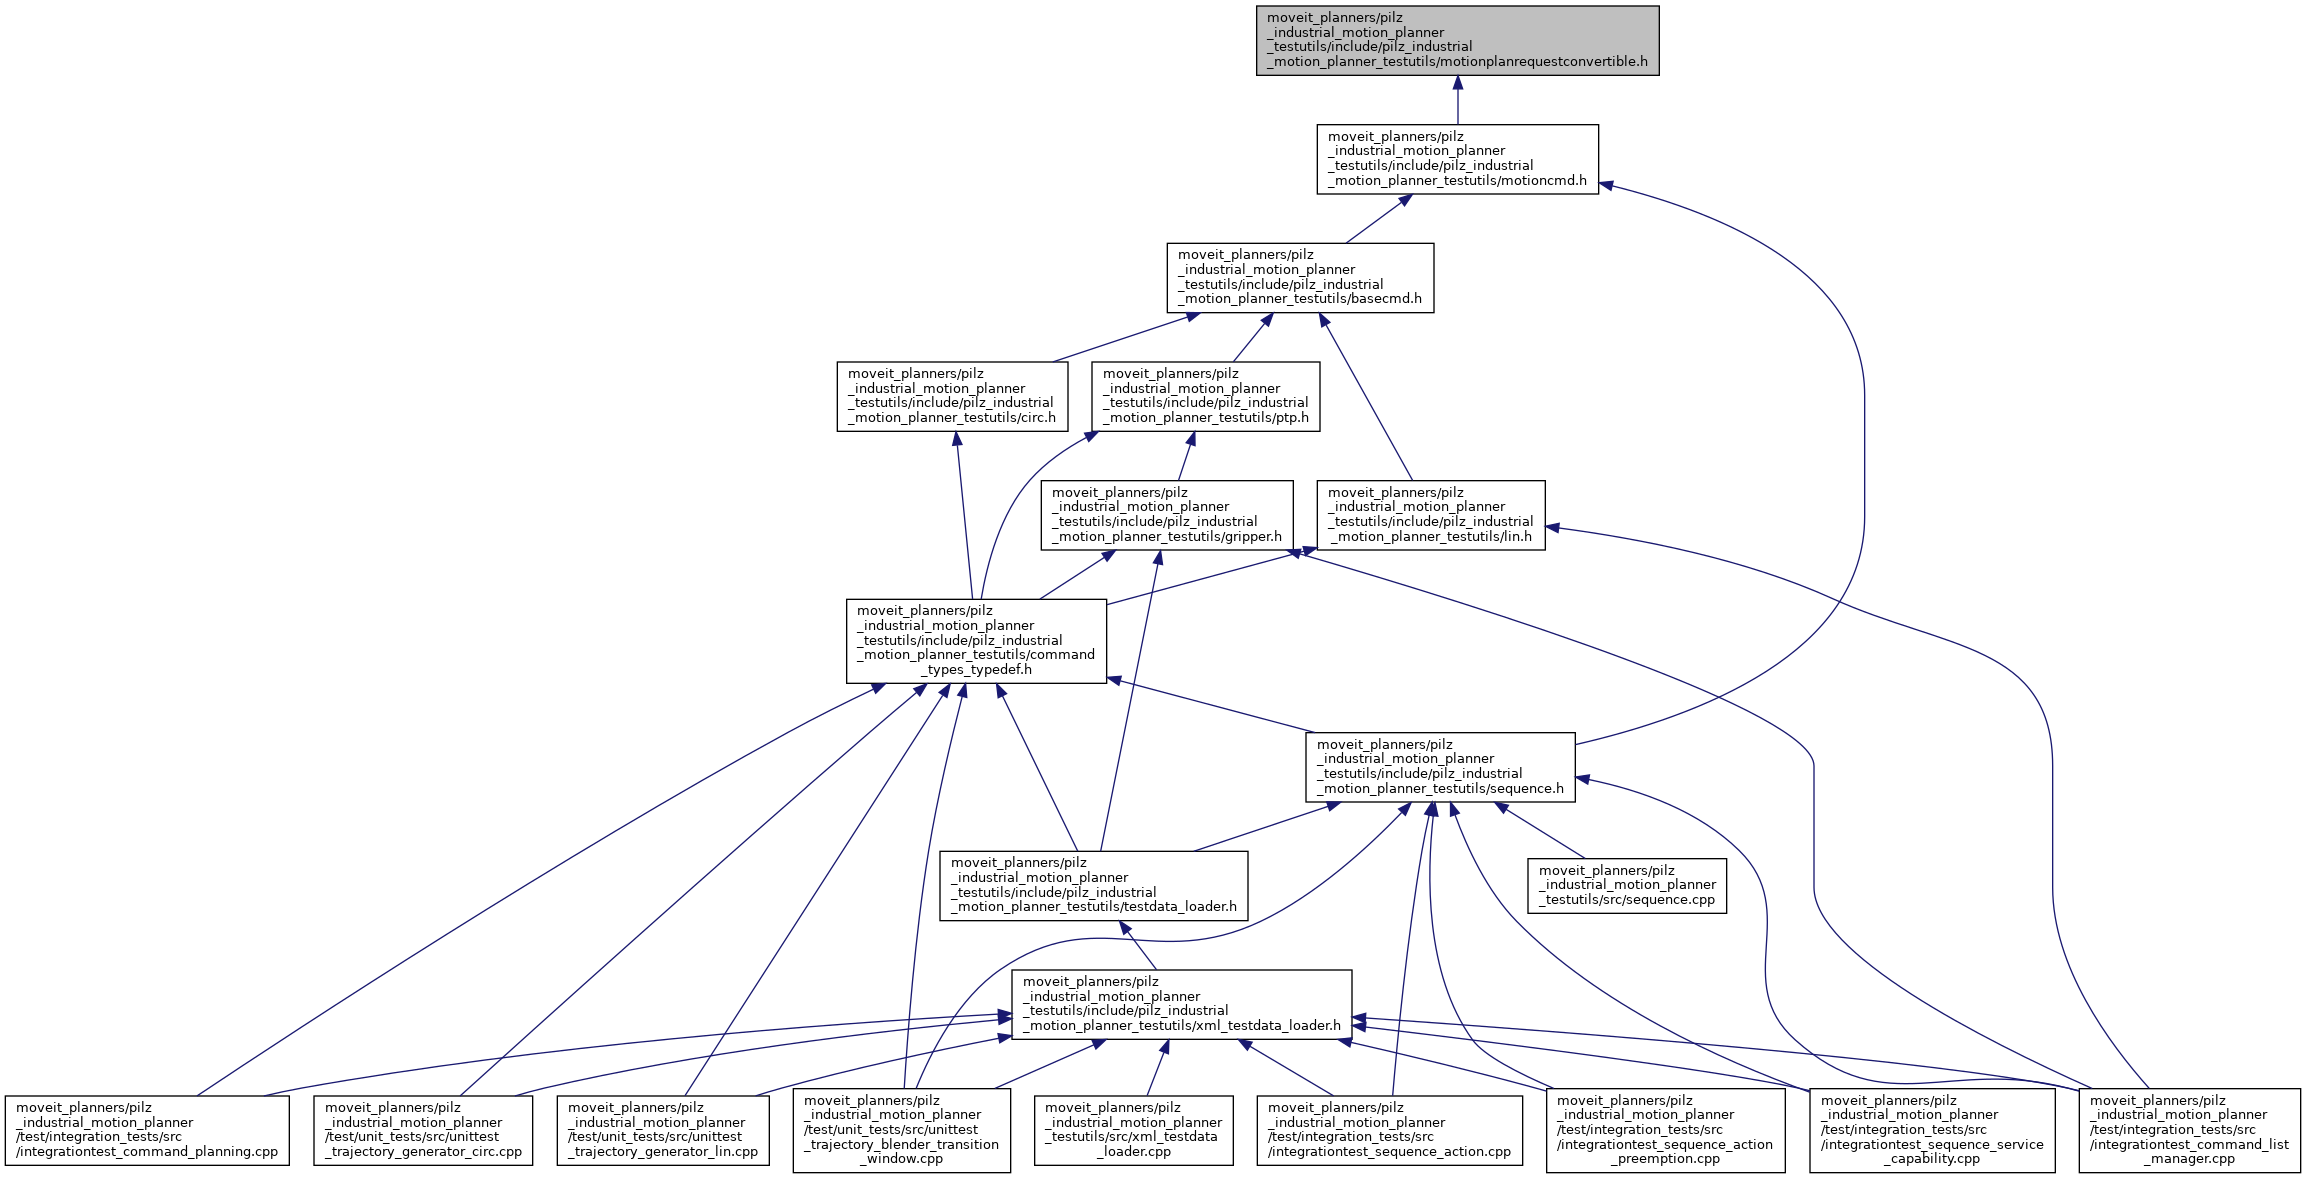 moveit_planners/pilz
_industrial_motion_planner
_testutils/include/pilz_industrial
_motion_planner_testutils/motionplanrequestconvertible.h
moveit_planners/pilz
_industrial_motion_planner
_testutils/include/pilz_industrial
_motion_planner_testutils/motioncmd.h
moveit_planners/pilz
_industrial_motion_planner
_testutils/include/pilz_industrial
_motion_planner_testutils/basecmd.h
moveit_planners/pilz
_industrial_motion_planner
_testutils/include/pilz_industrial
_motion_planner_testutils/circ.h
moveit_planners/pilz
_industrial_motion_planner
_testutils/include/pilz_industrial
_motion_planner_testutils/ptp.h
moveit_planners/pilz
_industrial_motion_planner
_testutils/include/pilz_industrial
_motion_planner_testutils/gripper.h
moveit_planners/pilz
_industrial_motion_planner
_testutils/include/pilz_industrial
_motion_planner_testutils/lin.h
moveit_planners/pilz
_industrial_motion_planner
_testutils/include/pilz_industrial
_motion_planner_testutils/command
_types_typedef.h
moveit_planners/pilz
_industrial_motion_planner
_testutils/include/pilz_industrial
_motion_planner_testutils/sequence.h
moveit_planners/pilz
_industrial_motion_planner
_testutils/include/pilz_industrial
_motion_planner_testutils/testdata_loader.h
moveit_planners/pilz
_industrial_motion_planner
_testutils/src/sequence.cpp
moveit_planners/pilz
_industrial_motion_planner
_testutils/include/pilz_industrial
_motion_planner_testutils/xml_testdata_loader.h
moveit_planners/pilz
_industrial_motion_planner
/test/integration_tests/src
/integrationtest_command_planning.cpp
moveit_planners/pilz
_industrial_motion_planner
/test/unit_tests/src/unittest
_trajectory_generator_circ.cpp
moveit_planners/pilz
_industrial_motion_planner
/test/unit_tests/src/unittest
_trajectory_generator_lin.cpp
moveit_planners/pilz
_industrial_motion_planner
/test/unit_tests/src/unittest
_trajectory_blender_transition
_window.cpp
moveit_planners/pilz
_industrial_motion_planner
_testutils/src/xml_testdata
_loader.cpp
moveit_planners/pilz
_industrial_motion_planner
/test/integration_tests/src
/integrationtest_sequence_action.cpp
moveit_planners/pilz
_industrial_motion_planner
/test/integration_tests/src
/integrationtest_sequence_action
_preemption.cpp
moveit_planners/pilz
_industrial_motion_planner
/test/integration_tests/src
/integrationtest_sequence_service
_capability.cpp
moveit_planners/pilz
_industrial_motion_planner
/test/integration_tests/src
/integrationtest_command_list
_manager.cpp